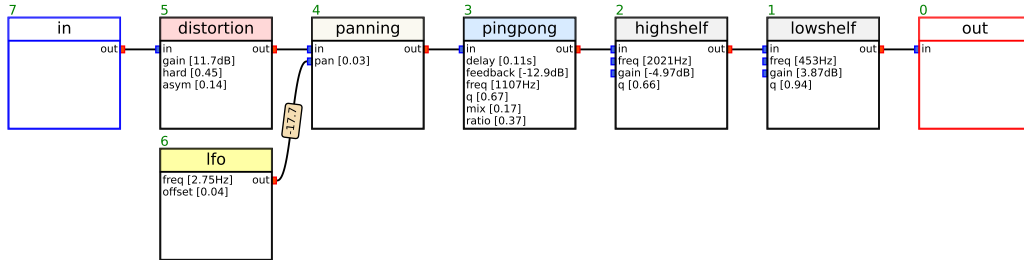 7
in
out
5
distortion
in
out
gain [11.7dB]
hard [0.45]
asym [0.14]
4
panning
in
out
pan [0.03]
3
pingpong
in
out
delay [0.11s]
feedback [-12.9dB]
freq [1107Hz]
q [0.67]
mix [0.17]
ratio [0.37]
2
highshelf
in
out
freq [2021Hz]
gain [-4.97dB]
q [0.66]
1
lowshelf
in
out
freq [453Hz]
gain [3.87dB]
q [0.94]
0
out
in
-17.7
6
lfo
freq [2.75Hz]
out
offset [0.04]